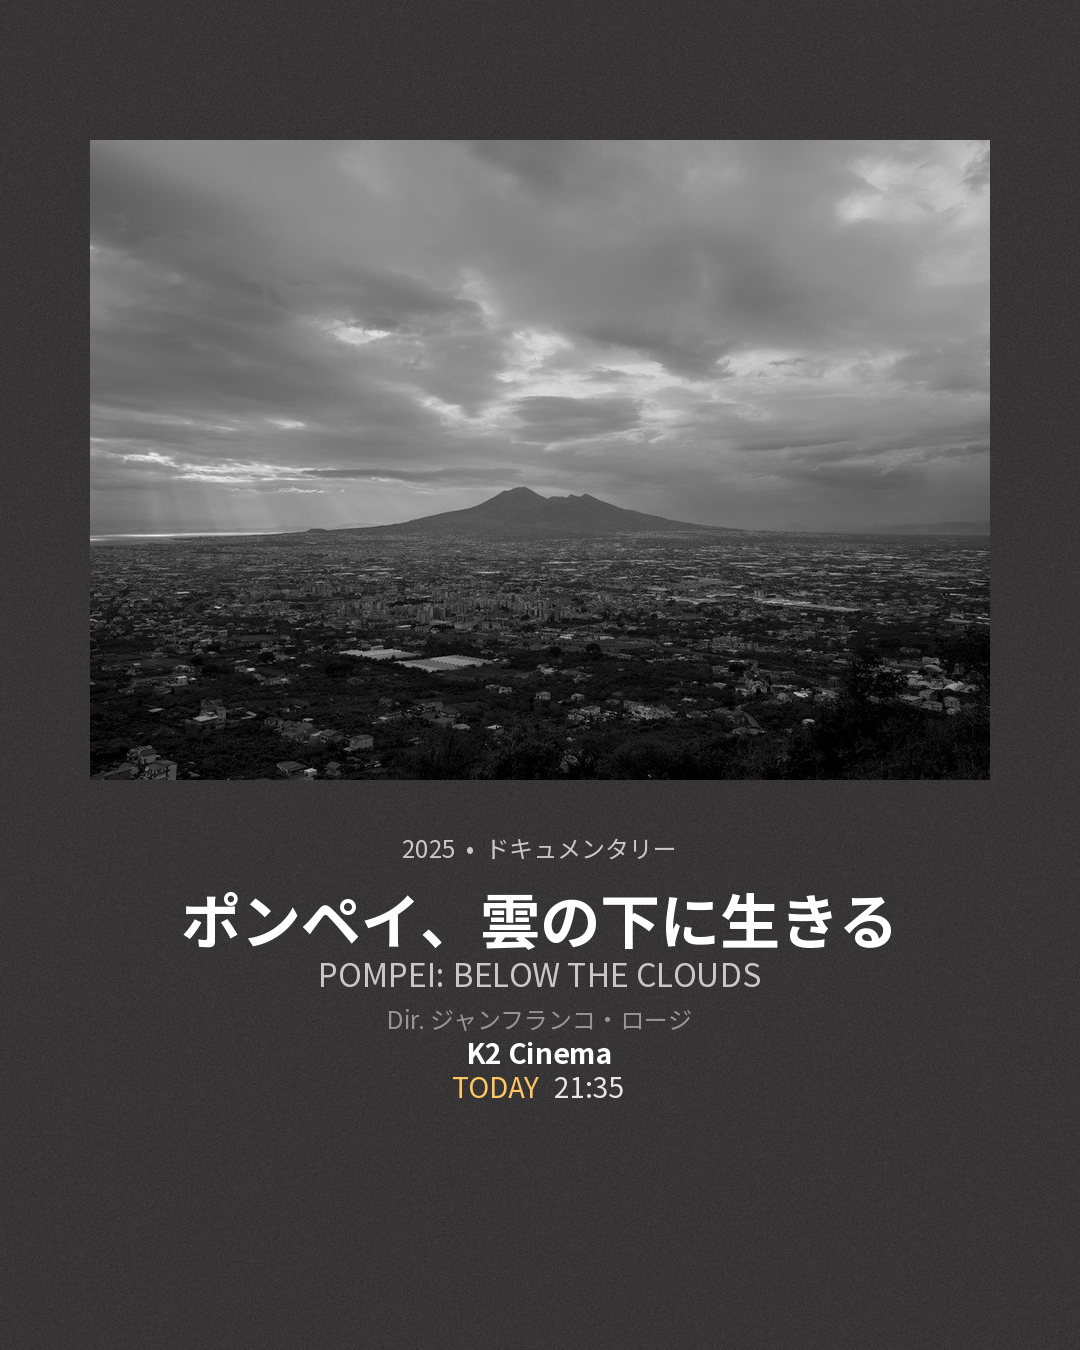 2025 • ドキュメンタリー
ポンペイ、雲の下に生きる
POMPEI: BELOW THE CLOUDS
Dir. ジャンフランコ・ロージ
K2 Cinema
TODAY 21:35